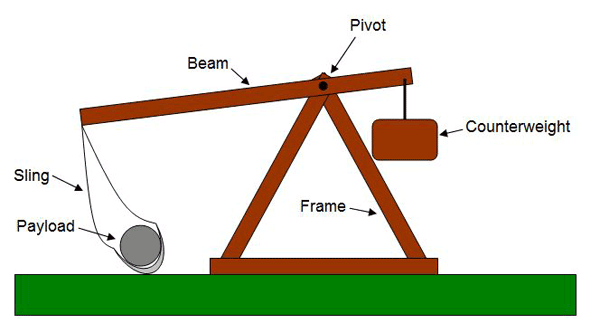 Pivot
Beam
Counterweight
Sling
Frame
Payload